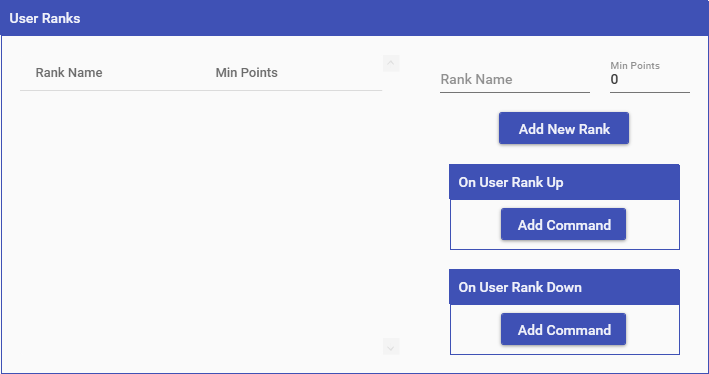 User Ranks
Rank Name Min Points
Rank Name
Min Points
0
Add New Rank
On User Rank Up
Add Command
On User Rank Down
Add Command